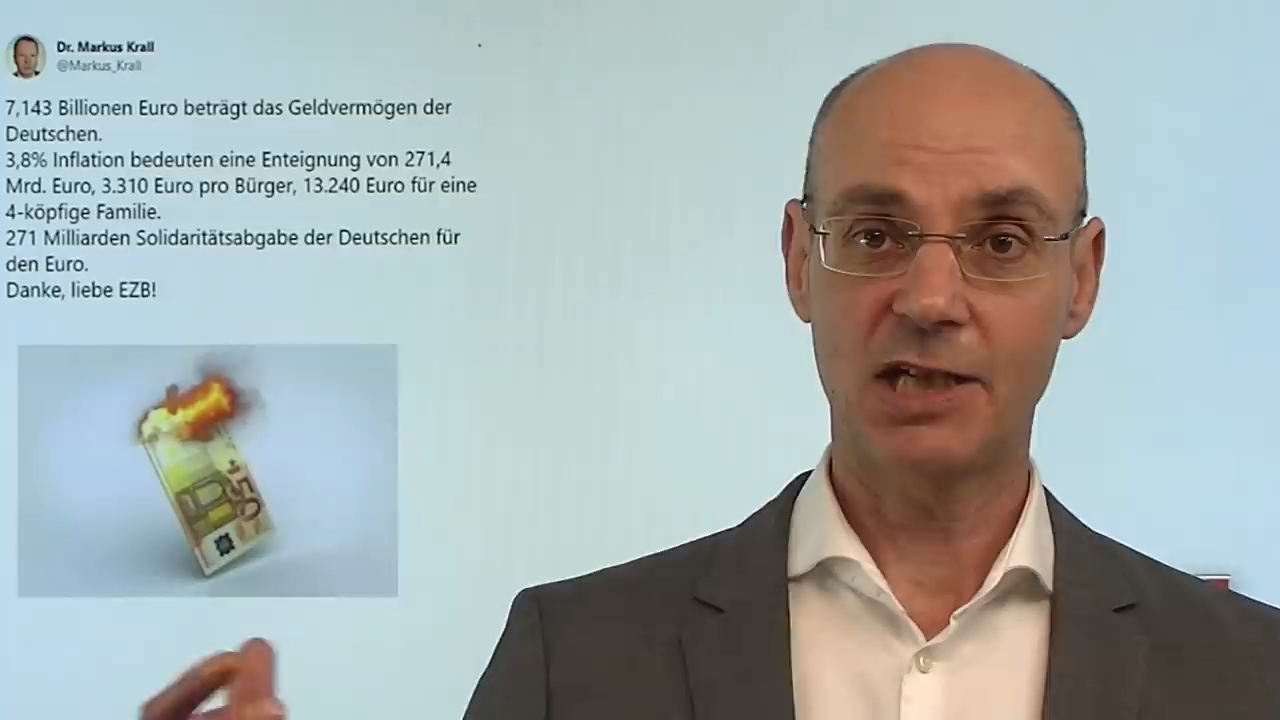 Dr. Markus Krall
@Markus_Krall
7,143 Billionen Euro beträgt das Geldvermögen der
Deutschen.
3,8% Inflation bedeuten eine Enteignung von 271,4
Mrd. Euro, 3.310 Euro pro Bürger, 13.240 Euro für eine
4-köpfige Familie.
271 Milliarden Solidaritätsabgabe der Deutschen für
den Euro.
Danke, liebe EZB!
50